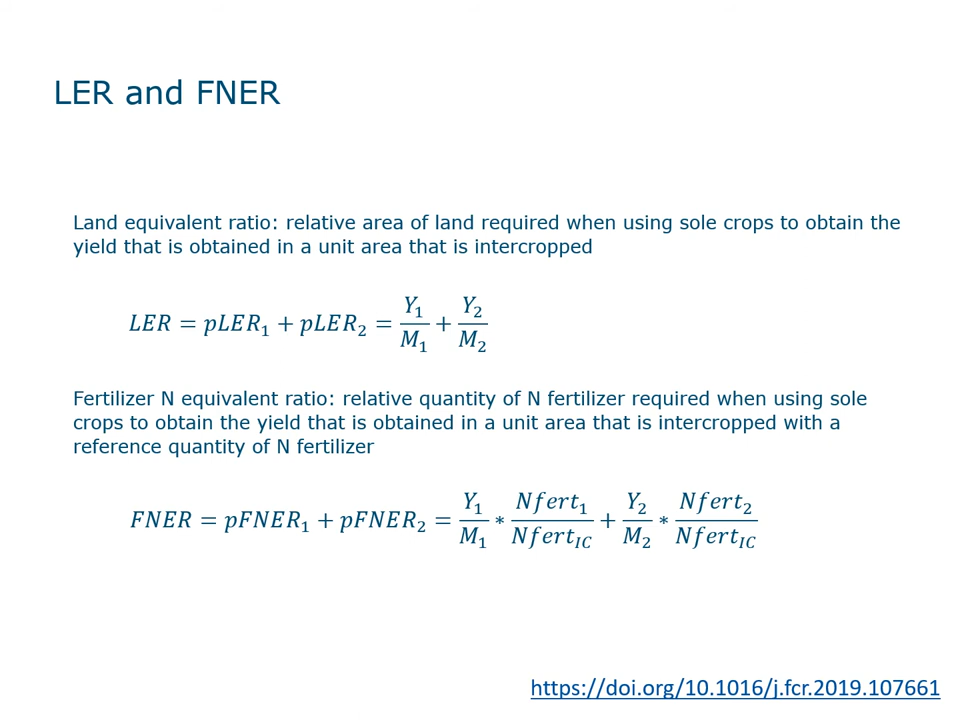 LER and FNER
Land equivalent ratio: relative area of land required when using sole crops to obtain the
yield that is obtained in a unit area that is intercropped
LER = pLER₁ + pLER₂ = Y₁/M₁ + Y₂/M₂
Fertilizer N equivalent ratio: relative quantity of N fertilizer required when using sole
crops to obtain the yield that is obtained in a unit area that is intercropped with a
reference quantity of N fertilizer
FNER = pFNER₁ + pFNER₂ = Y₁/M₁ * Nfert₁/Nfert_IC + Y₂/M₂ * Nfert₂/Nfert_IC
https://doi.org/10.1016/j.fcr.2019.107661